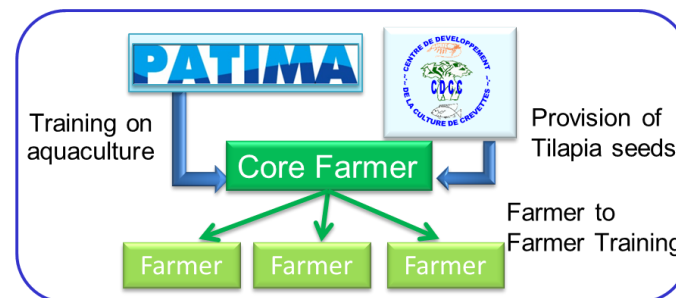 PATIMA
CENTRE DE DEVELOPPEMENT
CDCC
DE LA CULTURE DE CREVETTES
Training on
aquaculture
Provision of
Tilapia seeds
Core Farmer
Farmer to
Farmer Training
Farmer
Farmer
Farmer